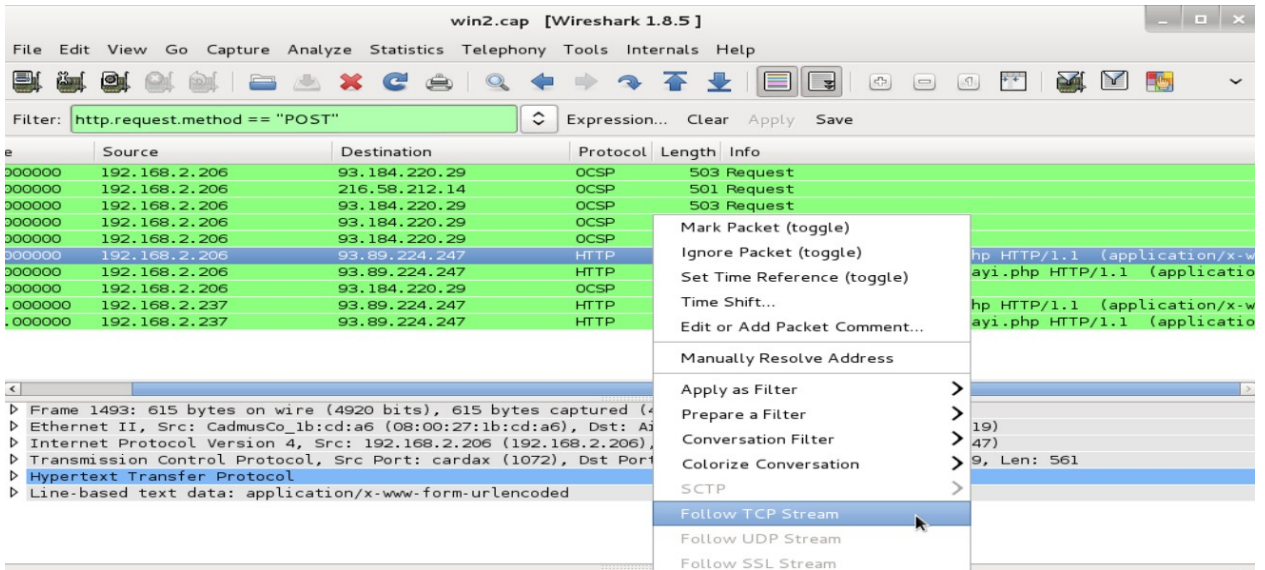 win2.cap [Wireshark 1.8.5 ]
File Edit View Go Capture Analyze Statistics Telephony Tools Internals Help
Filter: http.request.method == "POST" Expression... Clear Apply Save
e Source Destination Protocol Length Info
000000 192.168.2.206 93.184.220.29 OCSP 503 Request
000000 192.168.2.206 216.58.212.14 OCSP 501 Request
000000 192.168.2.206 93.184.220.29 OCSP 503 Request
000000 192.168.2.206 93.184.220.29 OCSP
000000 192.168.2.206 93.184.220.29 OCSP
000000 192.168.2.206 93.89.224.247 HTTP hp HTTP/1.1 (application/x-w
000000 192.168.2.206 93.89.224.247 HTTP ayi.php HTTP/1.1 (applicatio
000000 192.168.2.206 93.184.220.29 OCSP
.000000 192.168.2.237 93.89.224.247 HTTP hp HTTP/1.1 (application/x-w
.000000 192.168.2.237 93.89.224.247 HTTP ayi.php HTTP/1.1 (applicatio
Mark Packet (toggle)
Ignore Packet (toggle)
Set Time Reference (toggle)
Time Shift...
Edit or Add Packet Comment...
Manually Resolve Address
Apply as Filter
Prepare a Filter
Conversation Filter
Colorize Conversation
SCTP
Follow TCP Stream
Follow UDP Stream
Follow SSL Stream
Frame 1493: 615 bytes on wire (4920 bits), 615 bytes captured (4
Ethernet II, Src: CadmusCo_1b:cd:a6 (08:00:27:1b:cd:a6), Dst: Ai 19)
Internet Protocol Version 4, Src: 192.168.2.206 (192.168.2.206), 47)
Transmission Control Protocol, Src Port: cardax (1072), Dst Port 9, Len: 561
Hypertext Transfer Protocol
Line-based text data: application/x-www-form-urlencoded